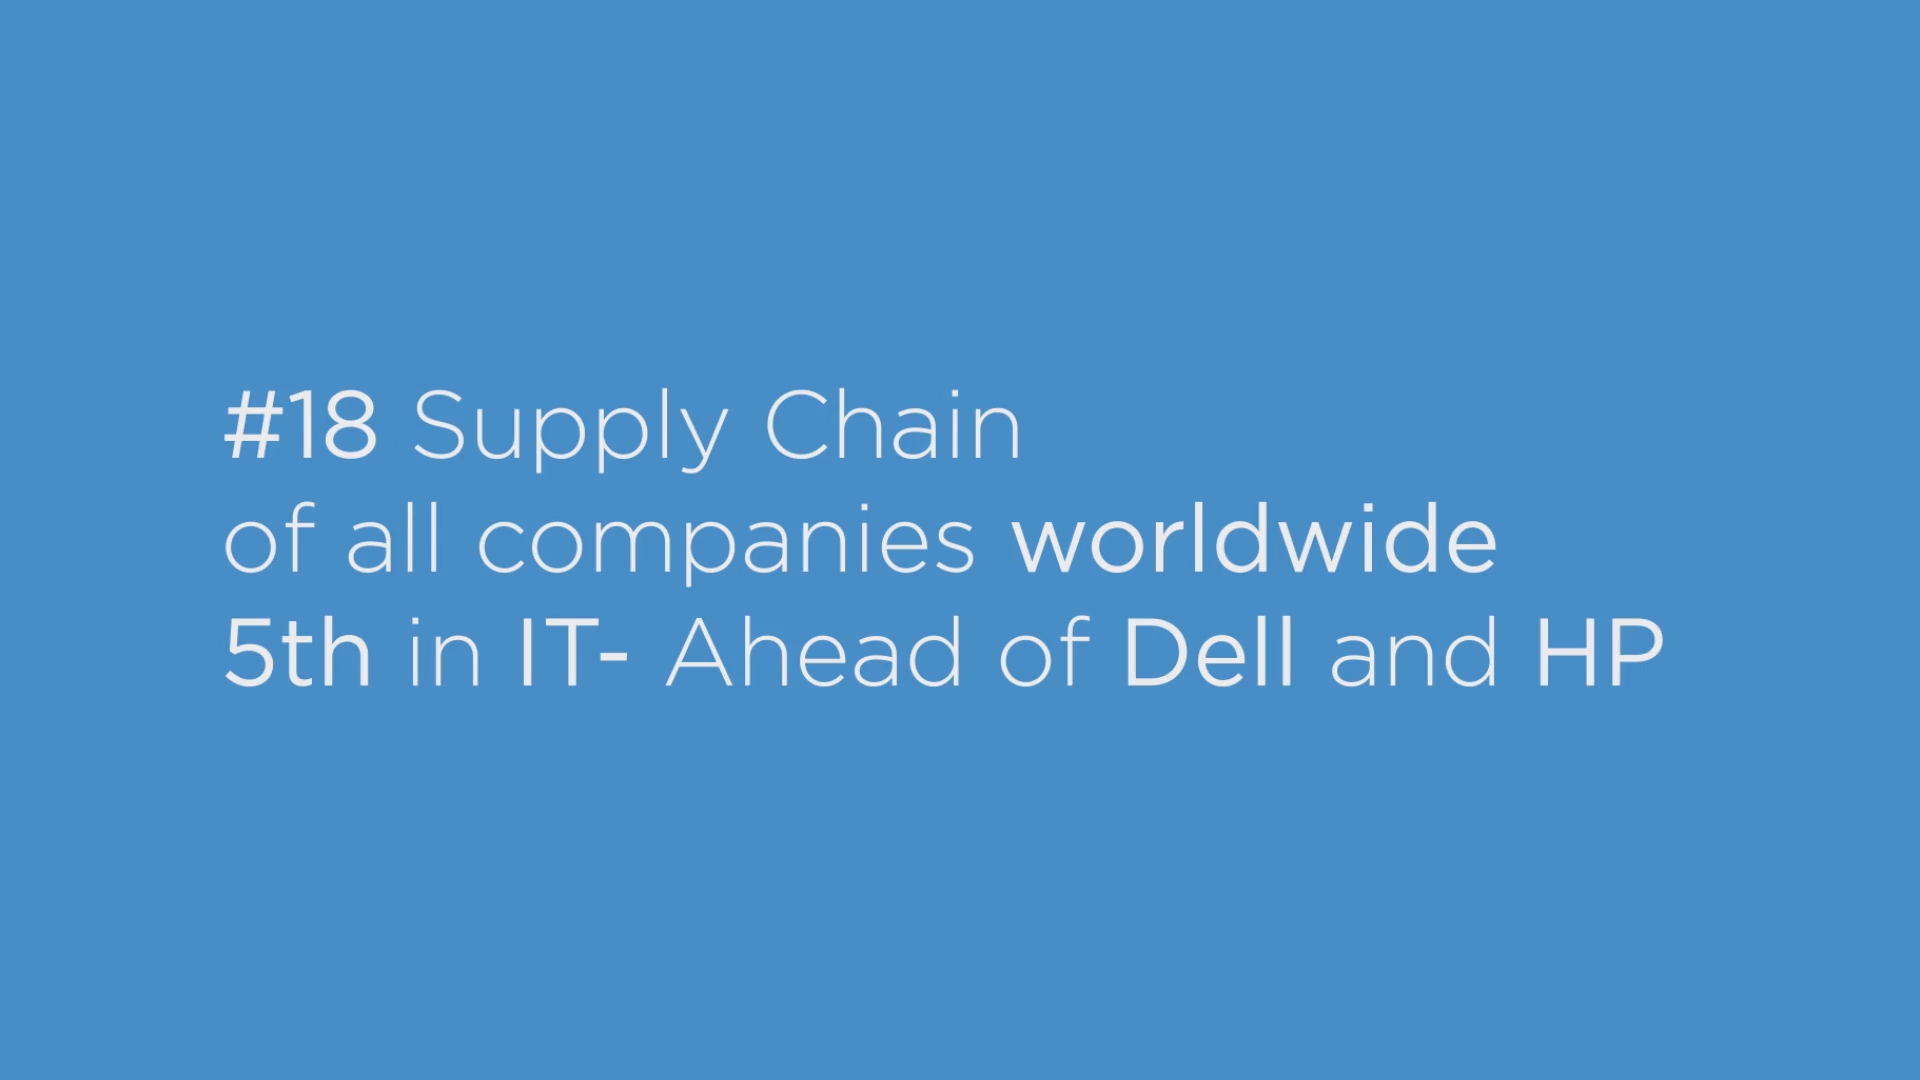 #18 Supply Chain
of all companies worldwide
5th in IT- Ahead of Dell and HP